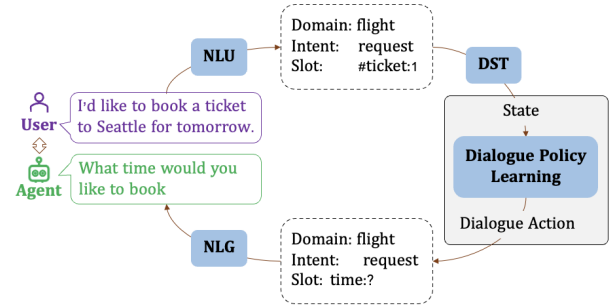 NLU
Domain: flight
Intent: request
Slot: #ticket:1
DST
User
I'd like to book a ticket
to Seattle for tomorrow.
State
Dialogue Policy
Learning
Dialogue Action
Agent
What time would you
like to book
NLG
Domain: flight
Intent: request
Slot: time:?